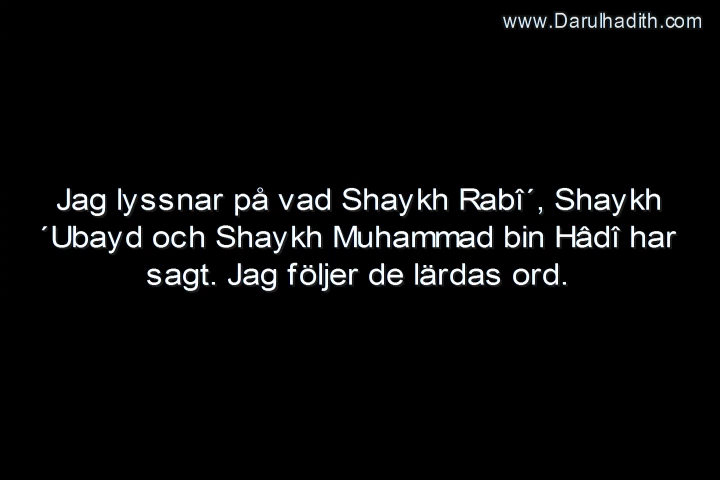 www.Darulhadith.com
Jag lyssnar på vad Shaykh Rabî´, Shaykh
´Ubayd och Shaykh Muhammad bin Hâdî har
sagt. Jag följer de lärdas ord.